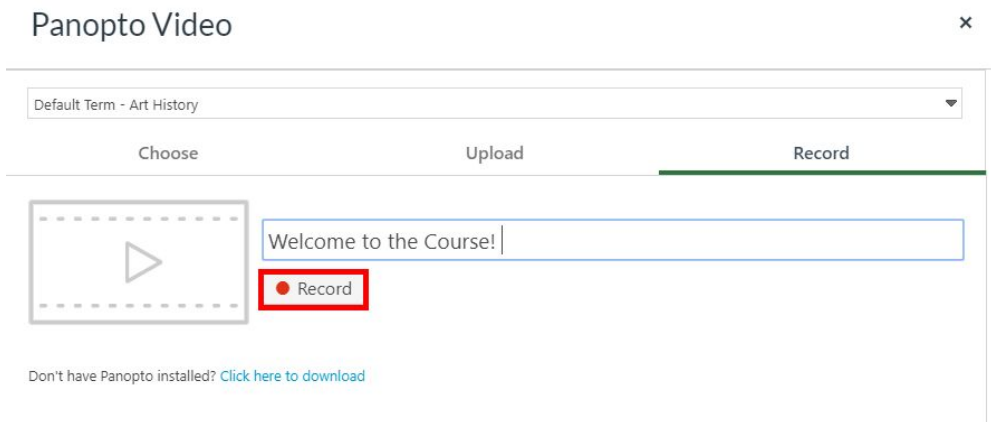 Panopto Video
×
Default Term - Art History
Choose Upload Record
Welcome to the Course!
Record
Don't have Panopto installed? Click here to download